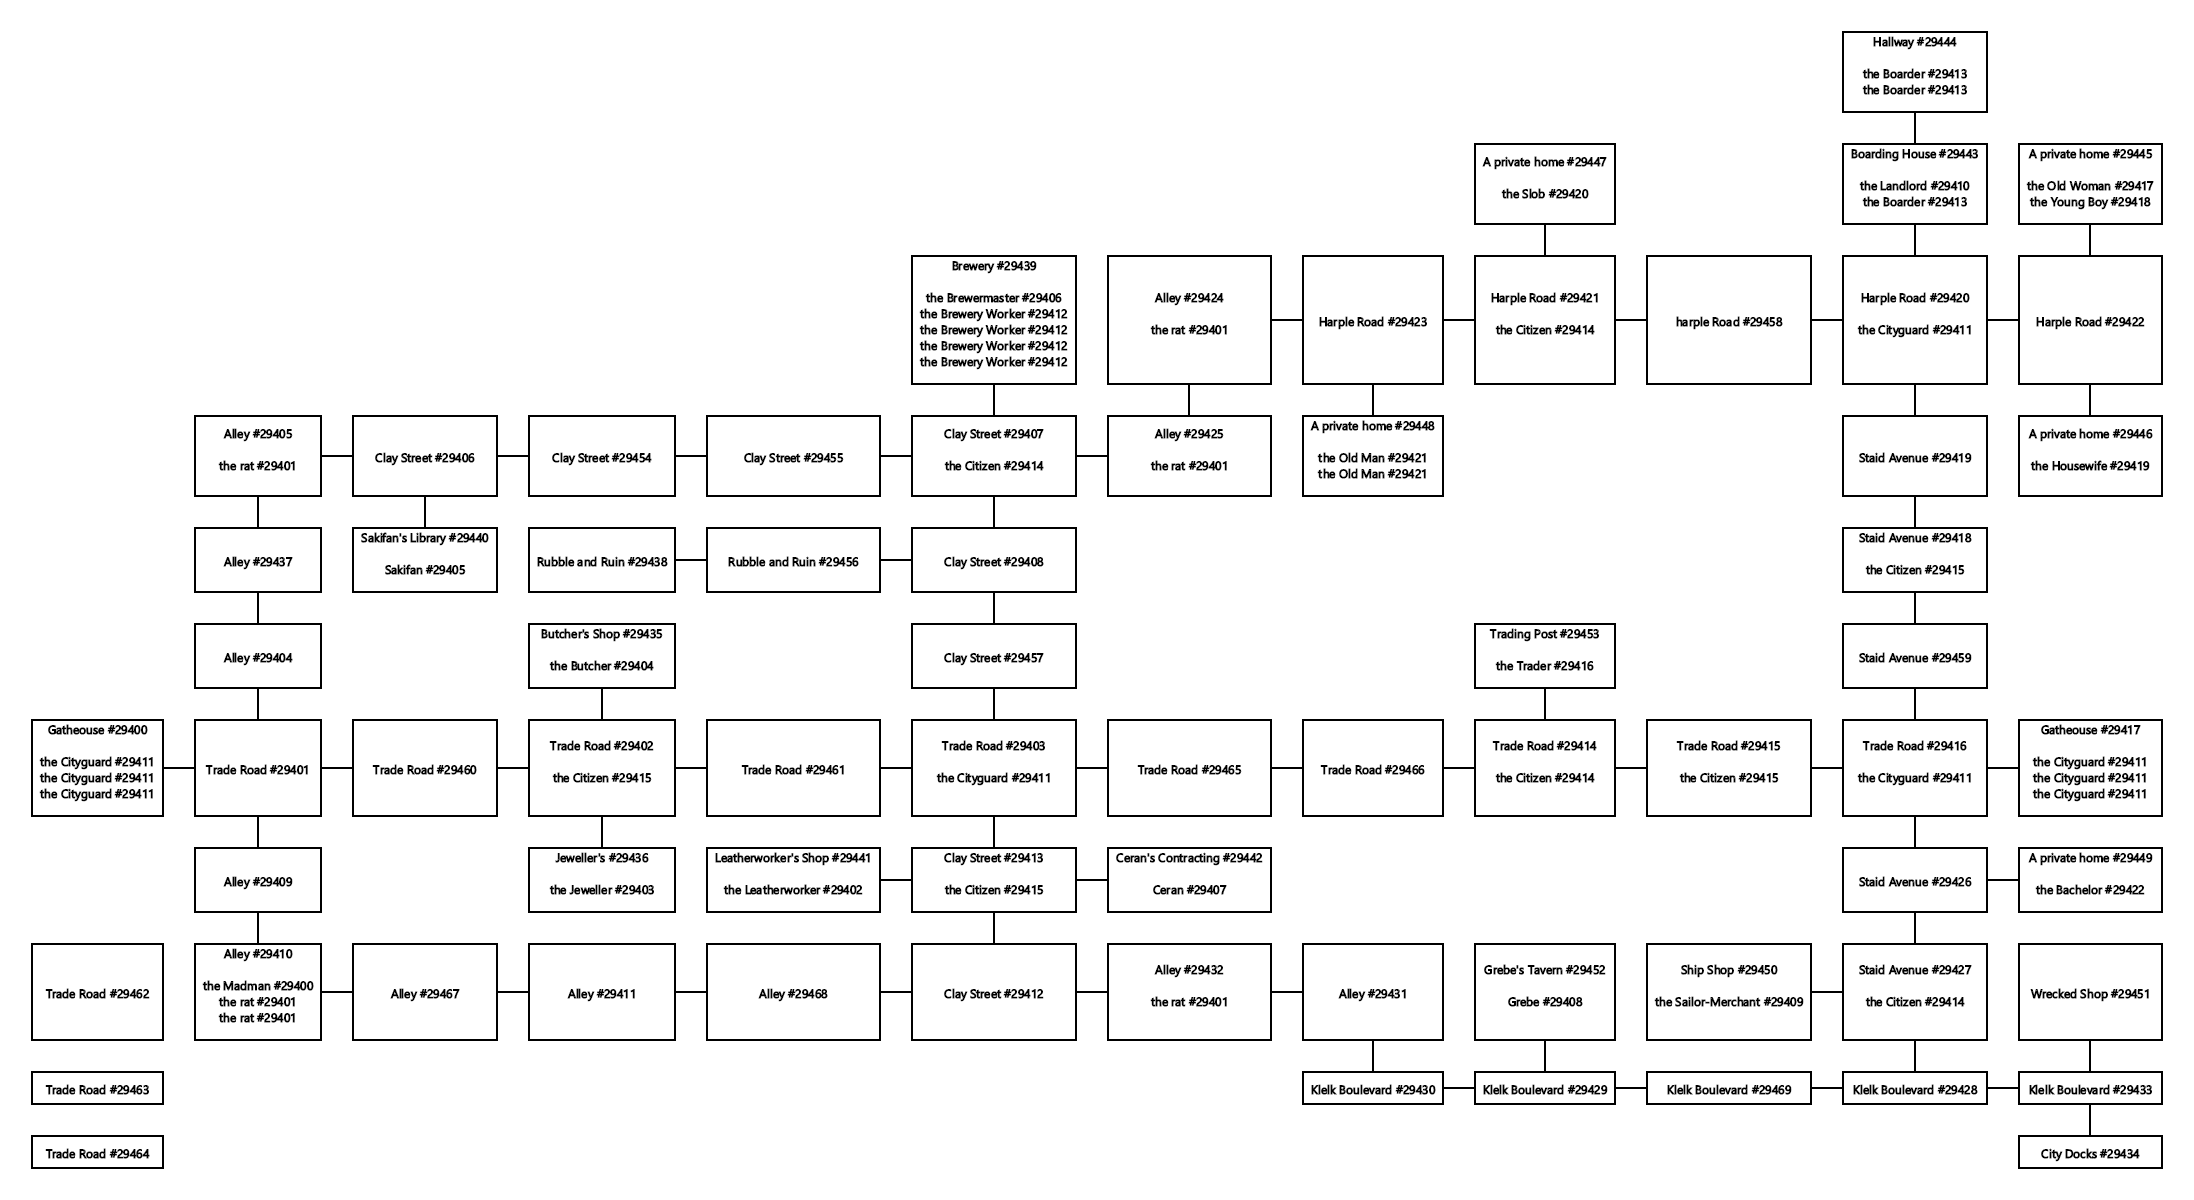 Hallway #29444
the Boarder #29413
the Boarder #29413
A private home #29447
the Slob #29420
Boarding House #29443
the Landlord #29410
the Boarder #29413
A private home #29445
the Old Woman #29417
the Young Boy #29418
Brewery #29439
the Brewermaster #29406
the Brewery Worker #29412
the Brewery Worker #29412
the Brewery Worker #29412
the Brewery Worker #29412
Alley #29424
the rat #29401
Harple Road #29423
Harple Road #29421
the Citizen #29414
harple Road #29458
Harple Road #29420
the Cityguard #29411
Harple Road #29422
Alley #29405
the rat #29401
Clay Street #29406
Clay Street #29454
Clay Street #29455
Clay Street #29407
the Citizen #29414
Alley #29425
the rat #29401
A private home #29448
the Old Man #29421
the Old Man #29421
Staid Avenue #29419
A private home #29446
the Housewife #29419
Alley #29437
Sakifan's Library #29440
Sakifan #29405
Rubble and Ruin #29438
Rubble and Ruin #29456
Clay Street #29408
Staid Avenue #29418
the Citizen #29415
Alley #29404
Butcher's Shop #29435
the Butcher #29404
Clay Street #29457
Trading Post #29453
the Trader #29416
Staid Avenue #29459
Gatheouse #29400
the Cityguard #29411
the Cityguard #29411
the Cityguard #29411
Trade Road #29401
Trade Road #29460
Trade Road #29402
the Citizen #29415
Trade Road #29461
Trade Road #29403
the Cityguard #29411
Trade Road #29465
Trade Road #29466
Trade Road #29414
the Citizen #29414
Trade Road #29415
the Citizen #29415
Trade Road #29416
the Cityguard #29411
Gatheouse #29417
the Cityguard #29411
the Cityguard #29411
the Cityguard #29411
Alley #29409
Jeweller's #29436
the Jeweller #29403
Leatherworker's Shop #29441
the Leatherworker #29402
Clay Street #29413
the Citizen #29415
Ceran's Contracting #29442
Ceran #29407
Staid Avenue #29426
A private home #29449
the Bachelor #29422
Trade Road #29462
Alley #29410
the Madman #29400
the rat #29401
the rat #29401
Alley #29467
Alley #29411
Alley #29468
Clay Street #29412
Alley #29432
the rat #29401
Alley #29431
Grebe's Tavern #29452
Grebe #29408
Ship Shop #29450
the Sailor-Merchant #29409
Staid Avenue #29427
the Citizen #29414
Wrecked Shop #29451
Trade Road #29463
Klelk Boulevard #29430
Klelk Boulevard #29429
Klelk Boulevard #29469
Klelk Boulevard #29428
Klelk Boulevard #29433
Trade Road #29464
City Docks #29434